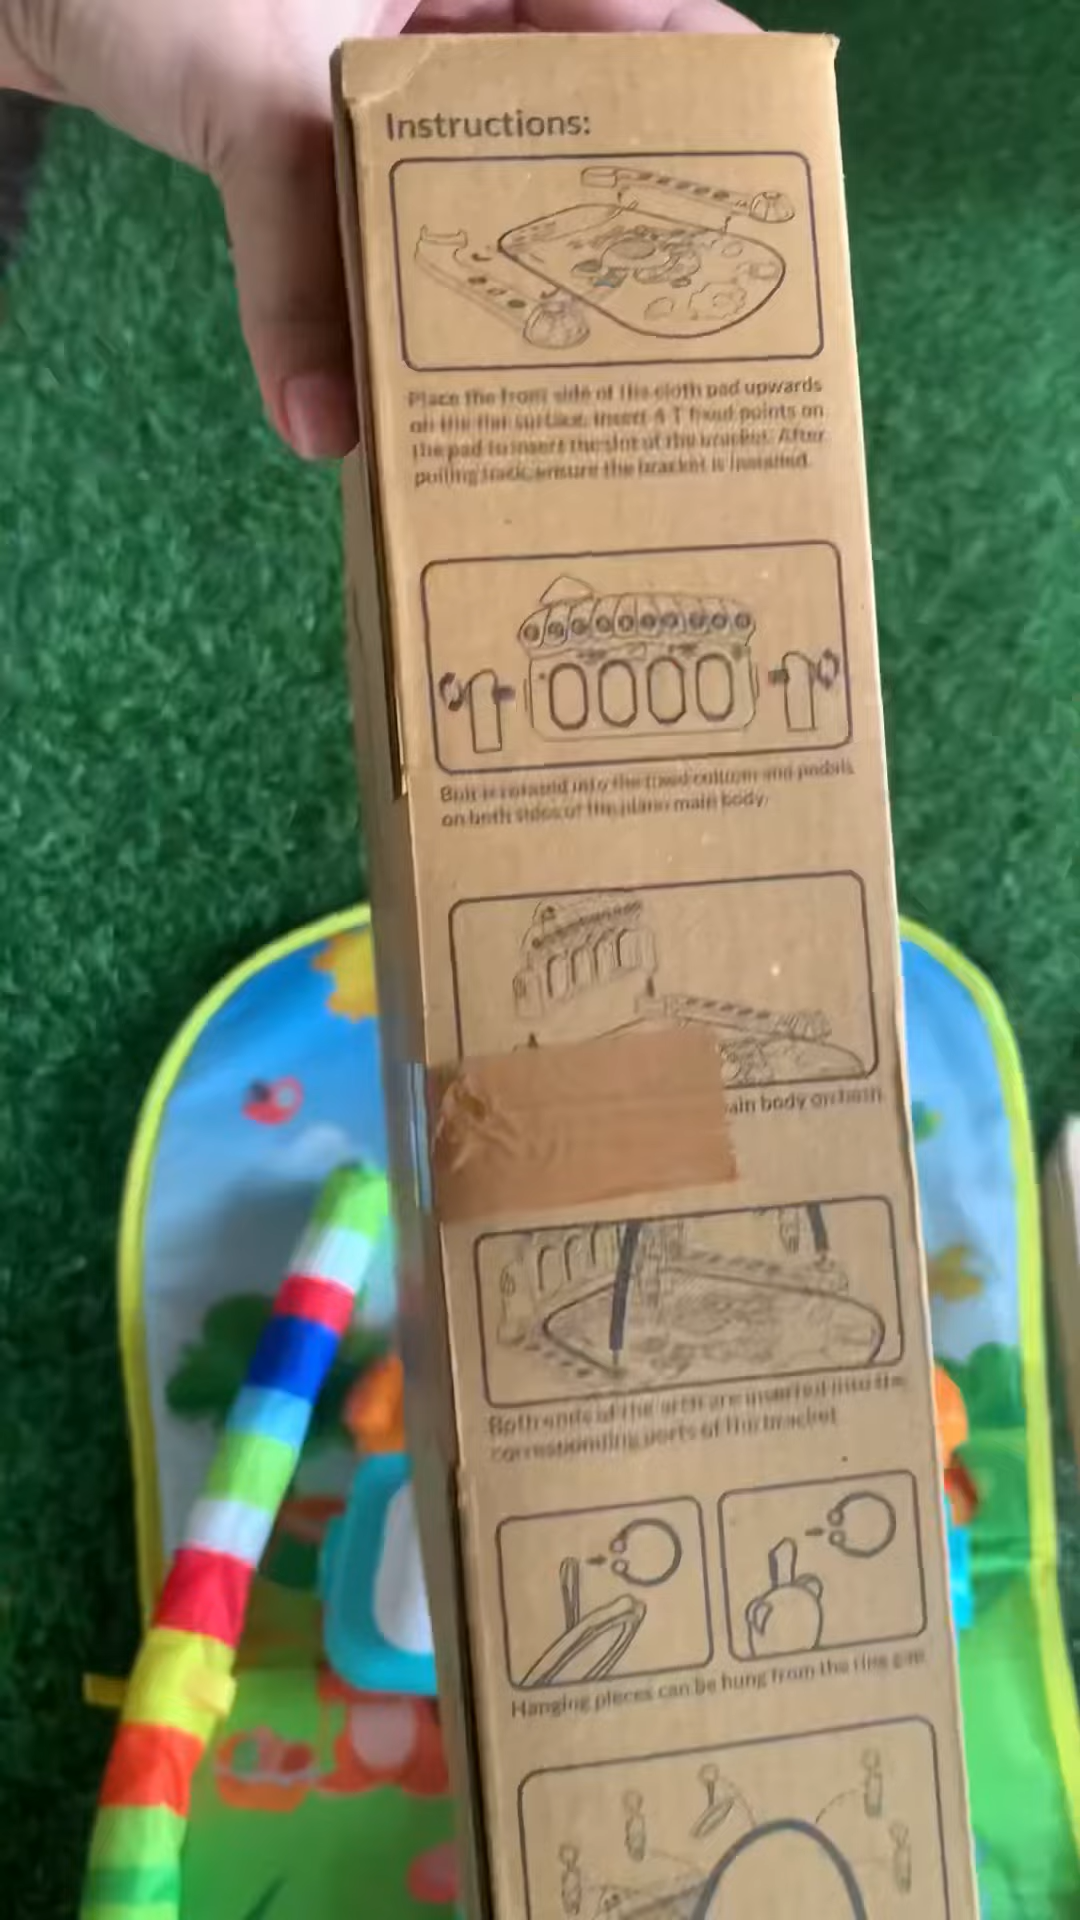 Instructions:
Place the front side of the cloth pad upwards
on the flat surface. Insert 4 T fixed points on
the pad to insert the slot of the bracket. After
pulling back, ensure the bracket is installed.
Bolt is rotated into the fixed column and pedals
on both sides of the piano main body.
ain body on both
Both ends of the arch are inserted into the
corresponding ports of the bracket
Hanging pieces can be hung from the ring gap